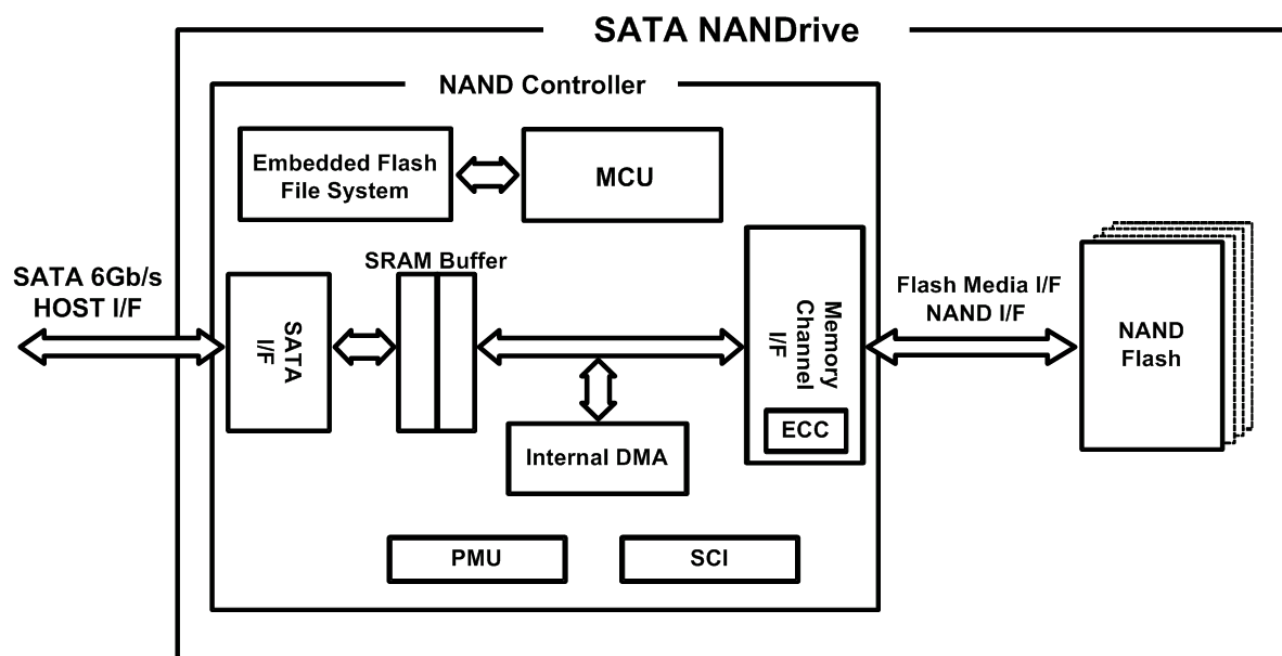 SATA NANDrive
NAND Controller
Embedded Flash
File System
MCU
SRAM Buffer
SATA 6Gb/s
HOST I/F
SATA
I/F
Memory
Channel
I/F
ECC
Flash Media I/F
NAND I/F
NAND
Flash
Internal DMA
PMU
SCI